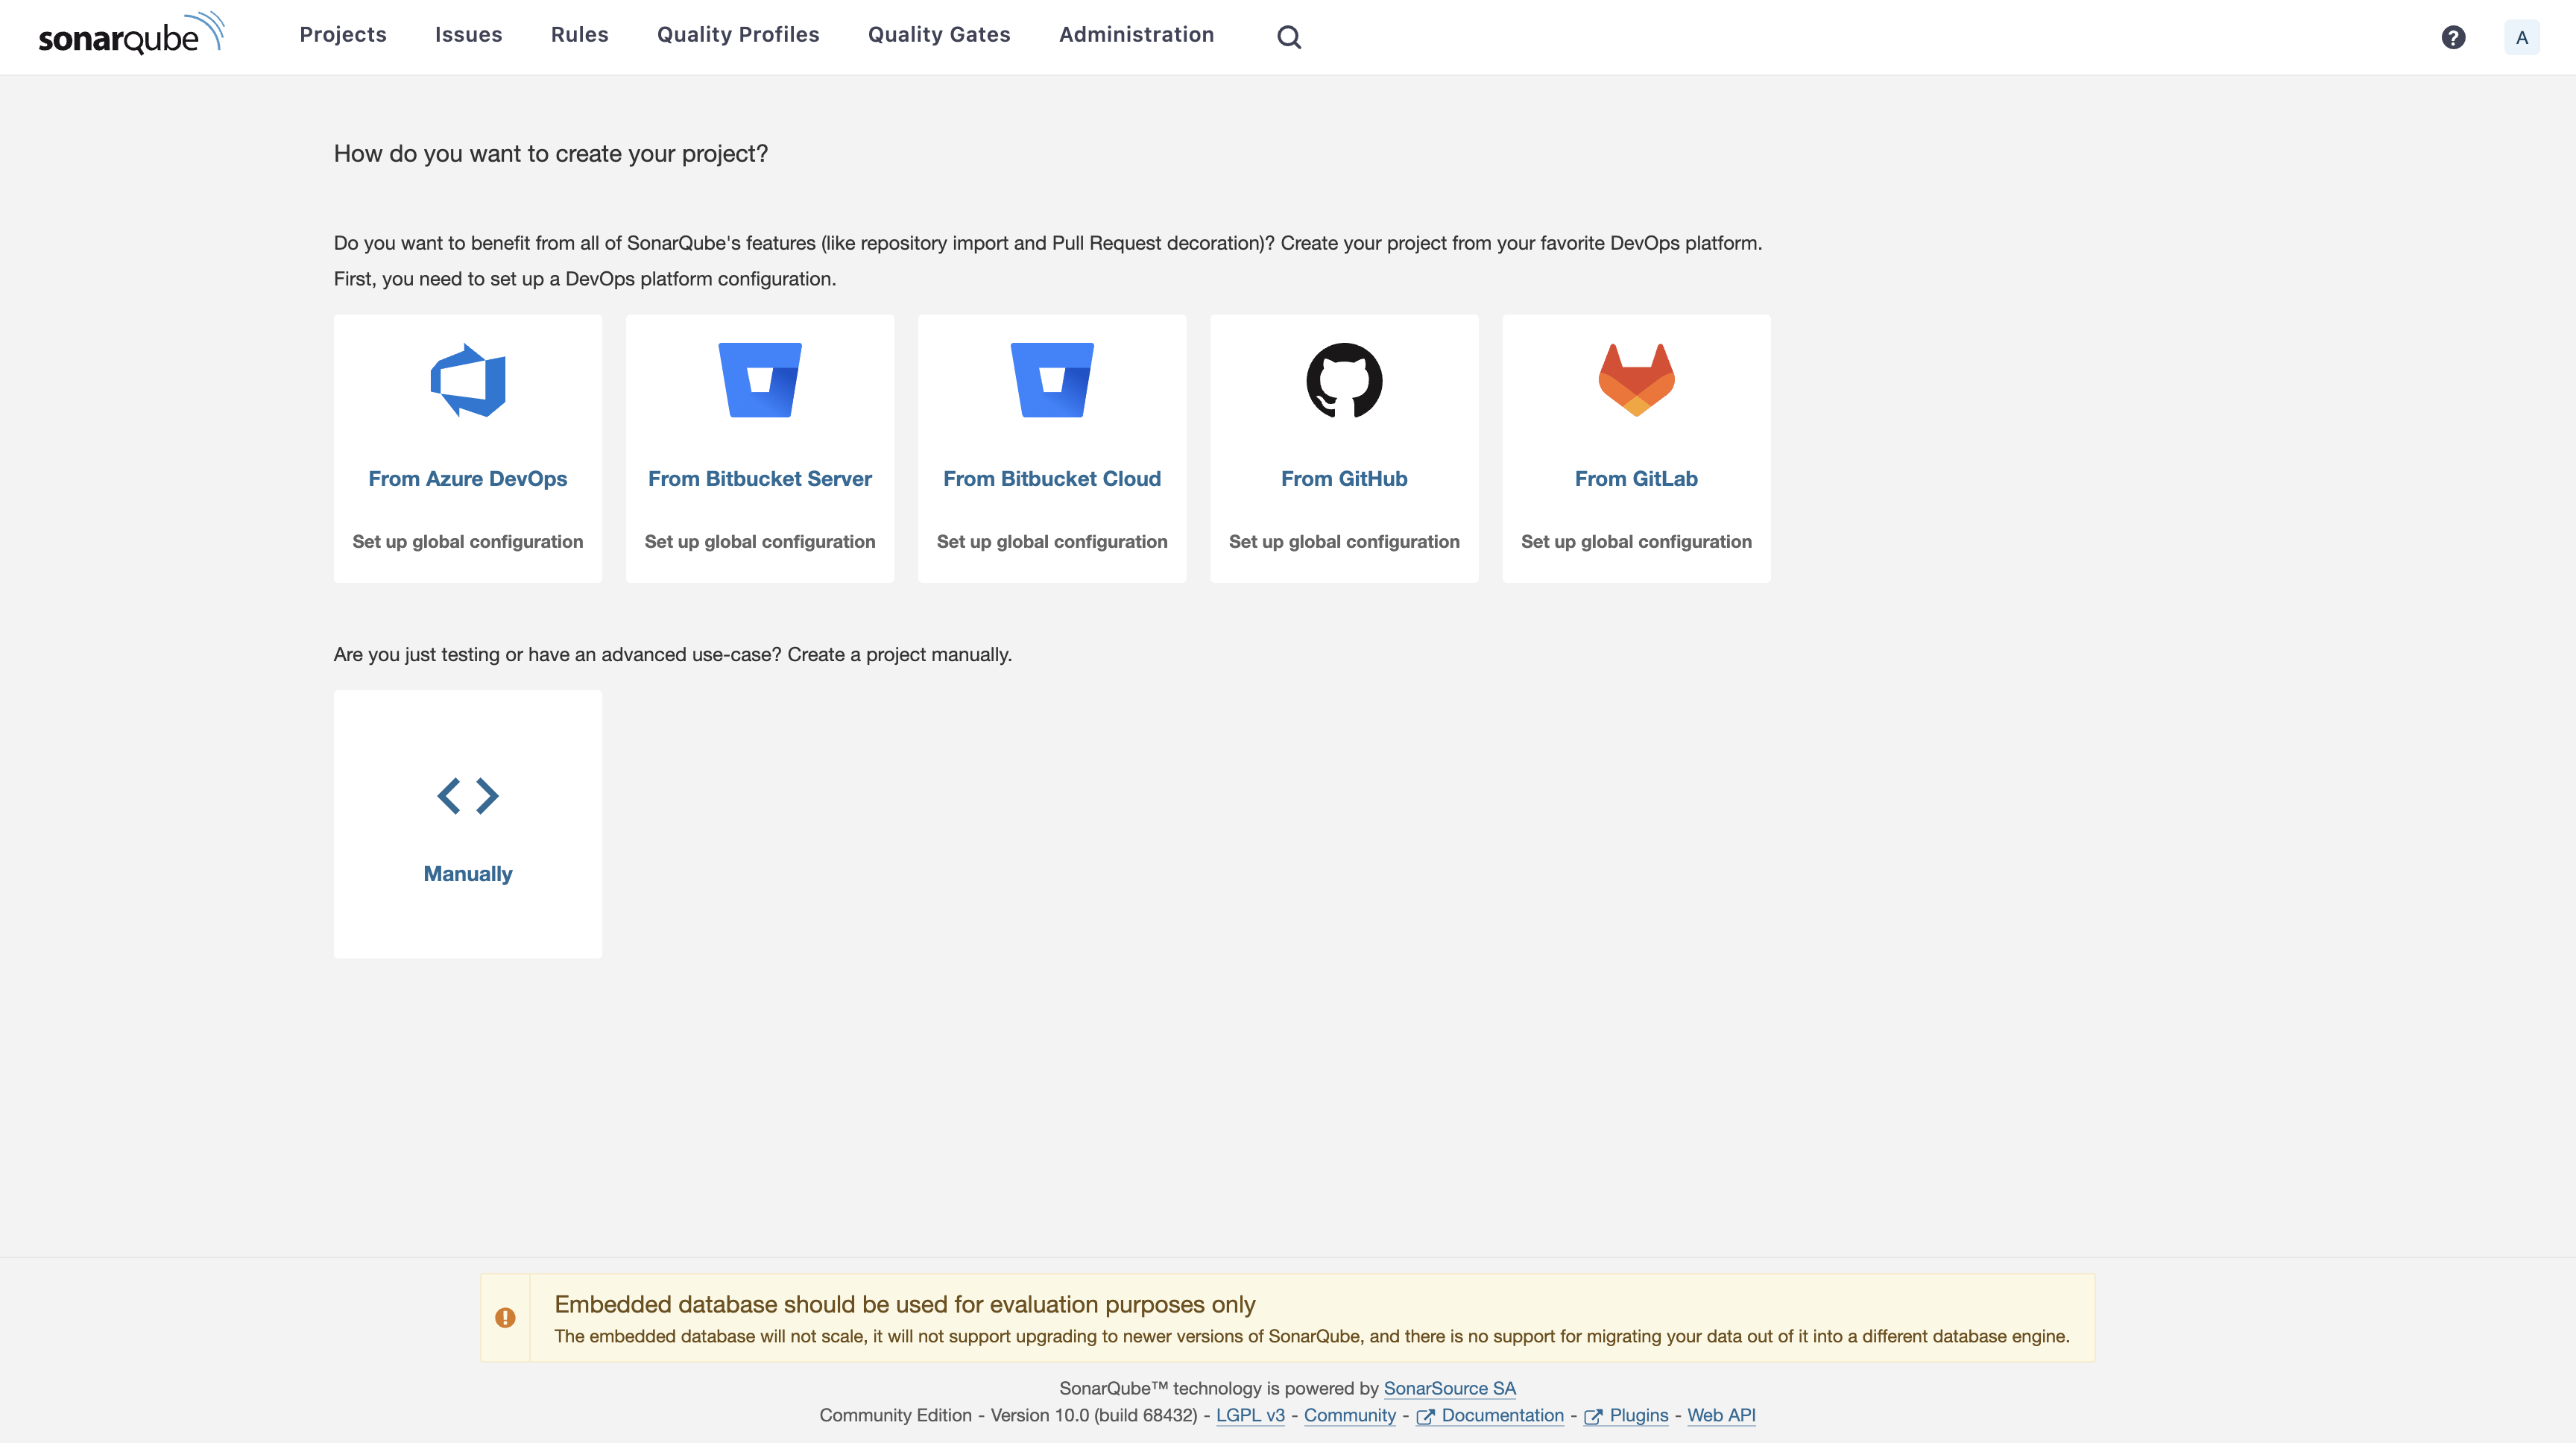 sonarqube Projects Issues Rules Quality Profiles Quality Gates Administration ? A
How do you want to create your project?
Do you want to benefit from all of SonarQube's features (like repository import and Pull Request decoration)? Create your project from your favorite DevOps platform.
First, you need to set up a DevOps platform configuration.
From Azure DevOps From Bitbucket Server From Bitbucket Cloud From GitHub From GitLab
Set up global configuration Set up global configuration Set up global configuration Set up global configuration Set up global configuration
Are you just testing or have an advanced use-case? Create a project manually.
Manually
Embedded database should be used for evaluation purposes only
The embedded database will not scale, it will not support upgrading to newer versions of SonarQube, and there is no support for migrating your data out of it into a different database engine.
SonarQube™ technology is powered by SonarSource SA
Community Edition - Version 10.0 (build 68432) - LGPL v3 - Community - Documentation - Plugins - Web API